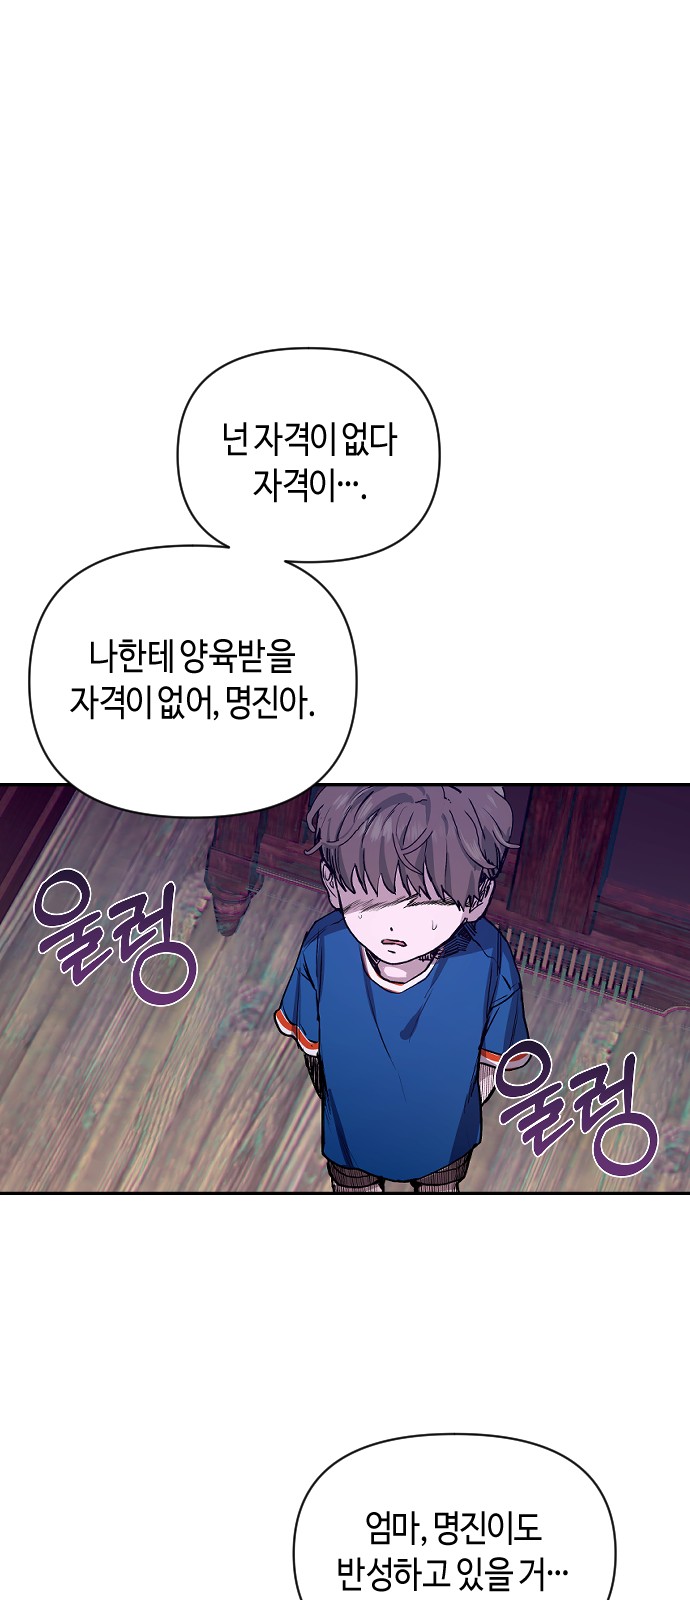 넌 자격이 없다
자격이….
나한테 양육받을
자격이 없어, 명진아.
울렁
울렁
엄마, 명진이도
반성하고 있을 거…